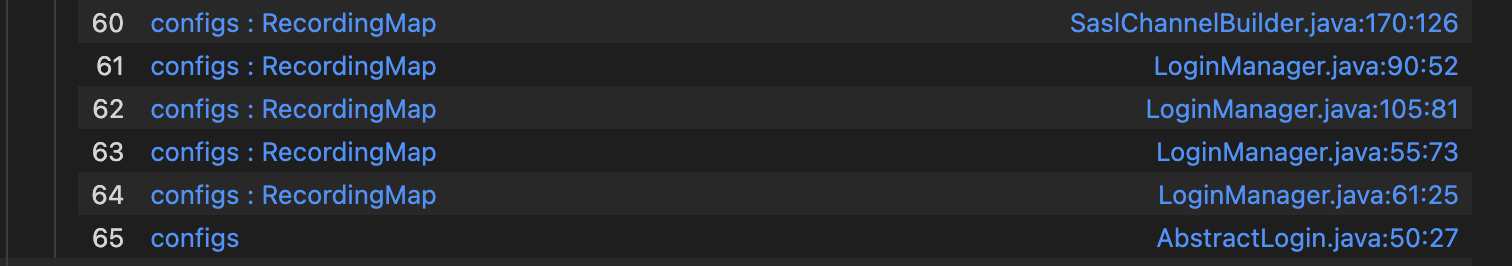 60 configs : RecordingMap SaslChannelBuilder.java:170:126
61 configs : RecordingMap LoginManager.java:90:52
62 configs : RecordingMap LoginManager.java:105:81
63 configs : RecordingMap LoginManager.java:55:73
64 configs : RecordingMap LoginManager.java:61:25
65 configs AbstractLogin.java:50:27